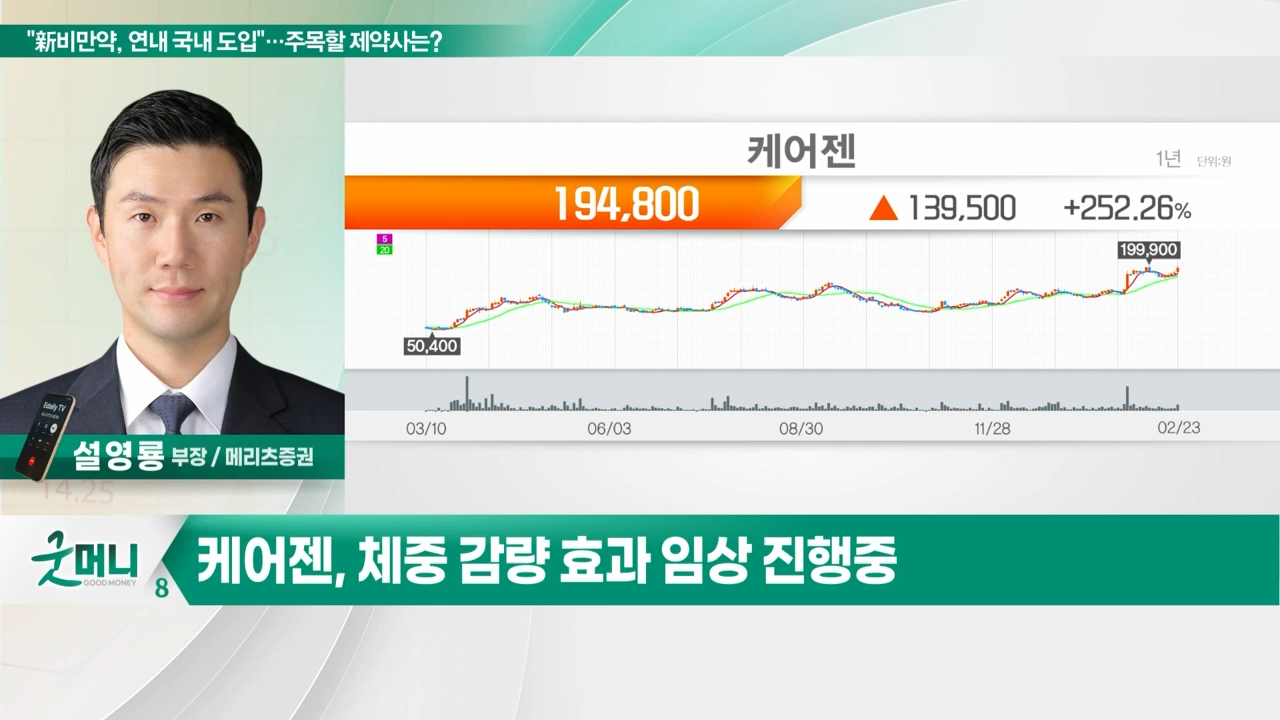 "新비만약, 연내 국내 도입"…주목할 제약사는?
케어젠
1년 단위:원
194,800 ▲ 139,500 +252.26%
5
20
199,900
50,400
03/10 06/03 08/30 11/28 02/23
Edaily TV
설영룡 부장 / 메리츠증권
14.25
굿머니
GOOD MONEY
8
케어젠, 체중 감량 효과 임상 진행중